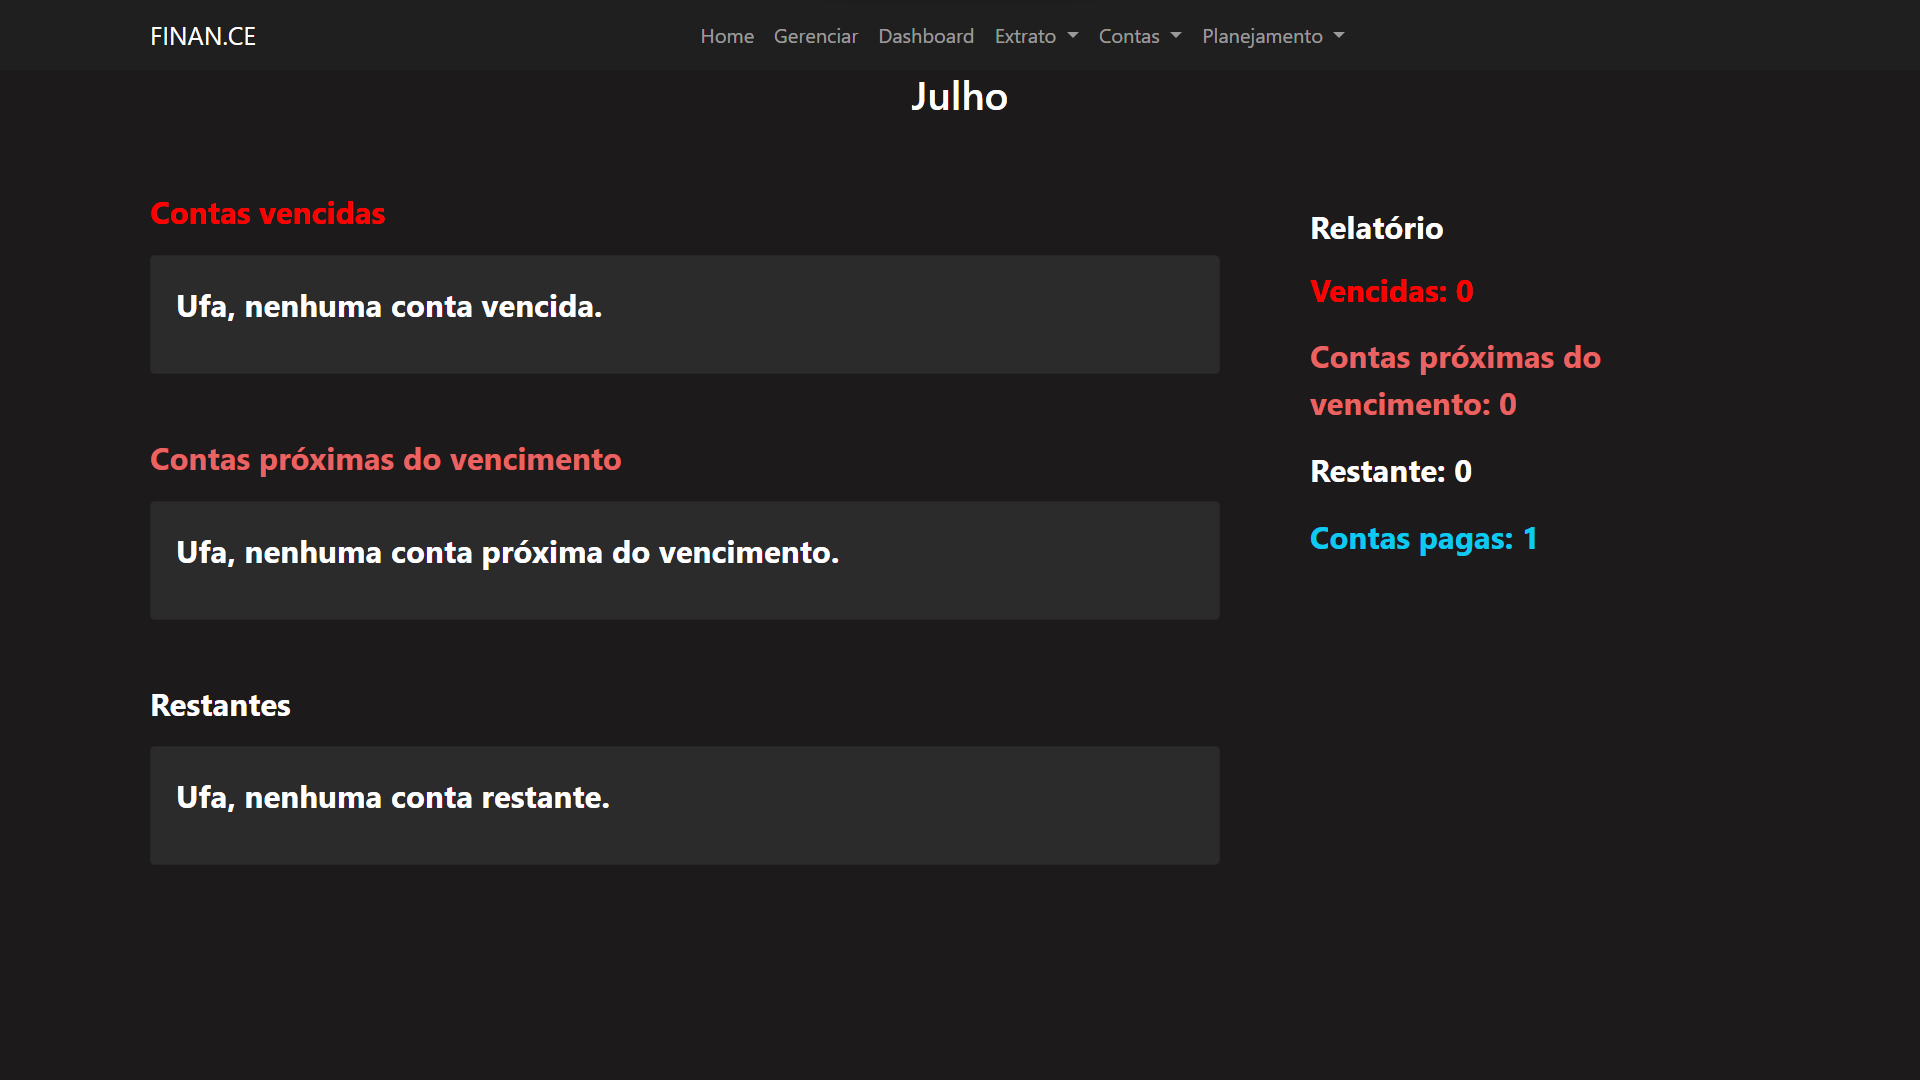 FINAN.CE
Home Gerenciar Dashboard Extrato Contas Planejamento
Julho
Contas vencidas
Ufa, nenhuma conta vencida.
Contas próximas do vencimento
Ufa, nenhuma conta próxima do vencimento.
Restantes
Ufa, nenhuma conta restante.
Relatório
Vencidas: 0
Contas próximas do
vencimento: 0
Restante: 0
Contas pagas: 1